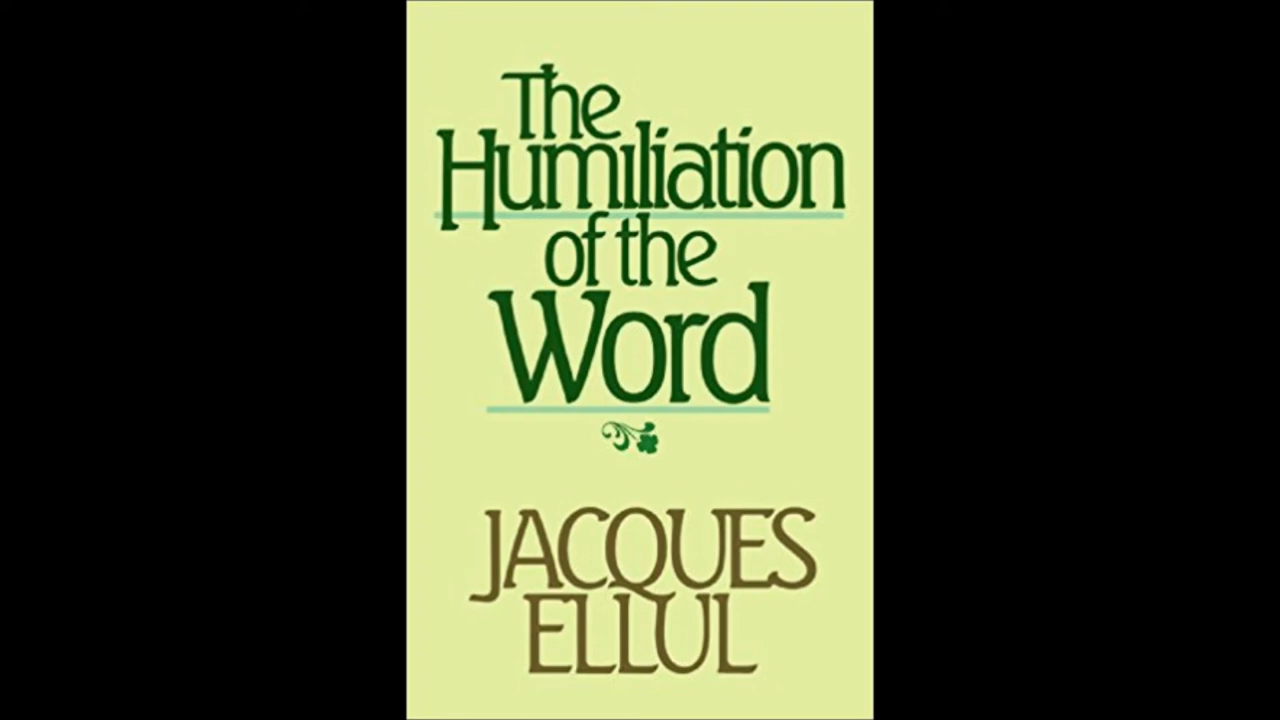 The
Humiliation
of the
Word
JACQUES
ELLUL